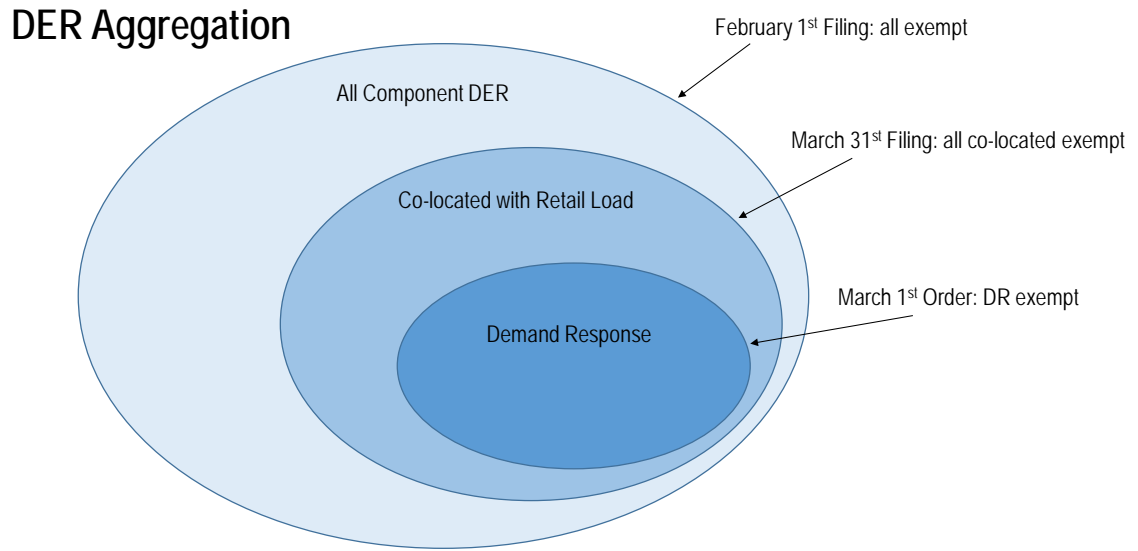 DER Aggregation
February 1st Filing: all exempt
All Component DER
March 31st Filing: all co-located exempt
Co-located with Retail Load
March 1st Order: DR exempt
Demand Response